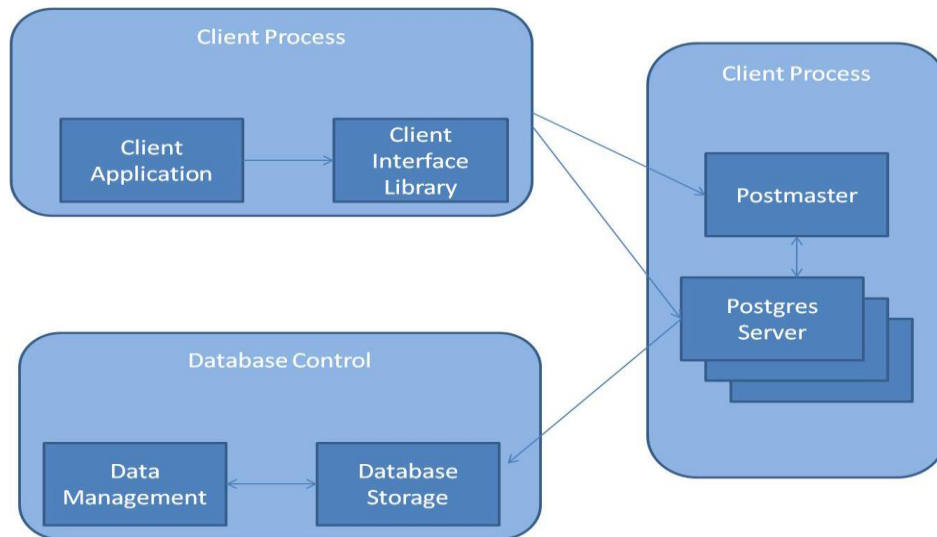 Client Process
Client
Application
Client
Interface
Library
Client Process
Postmaster
Postgres
Server
Database Control
Data
Management
Database
Storage